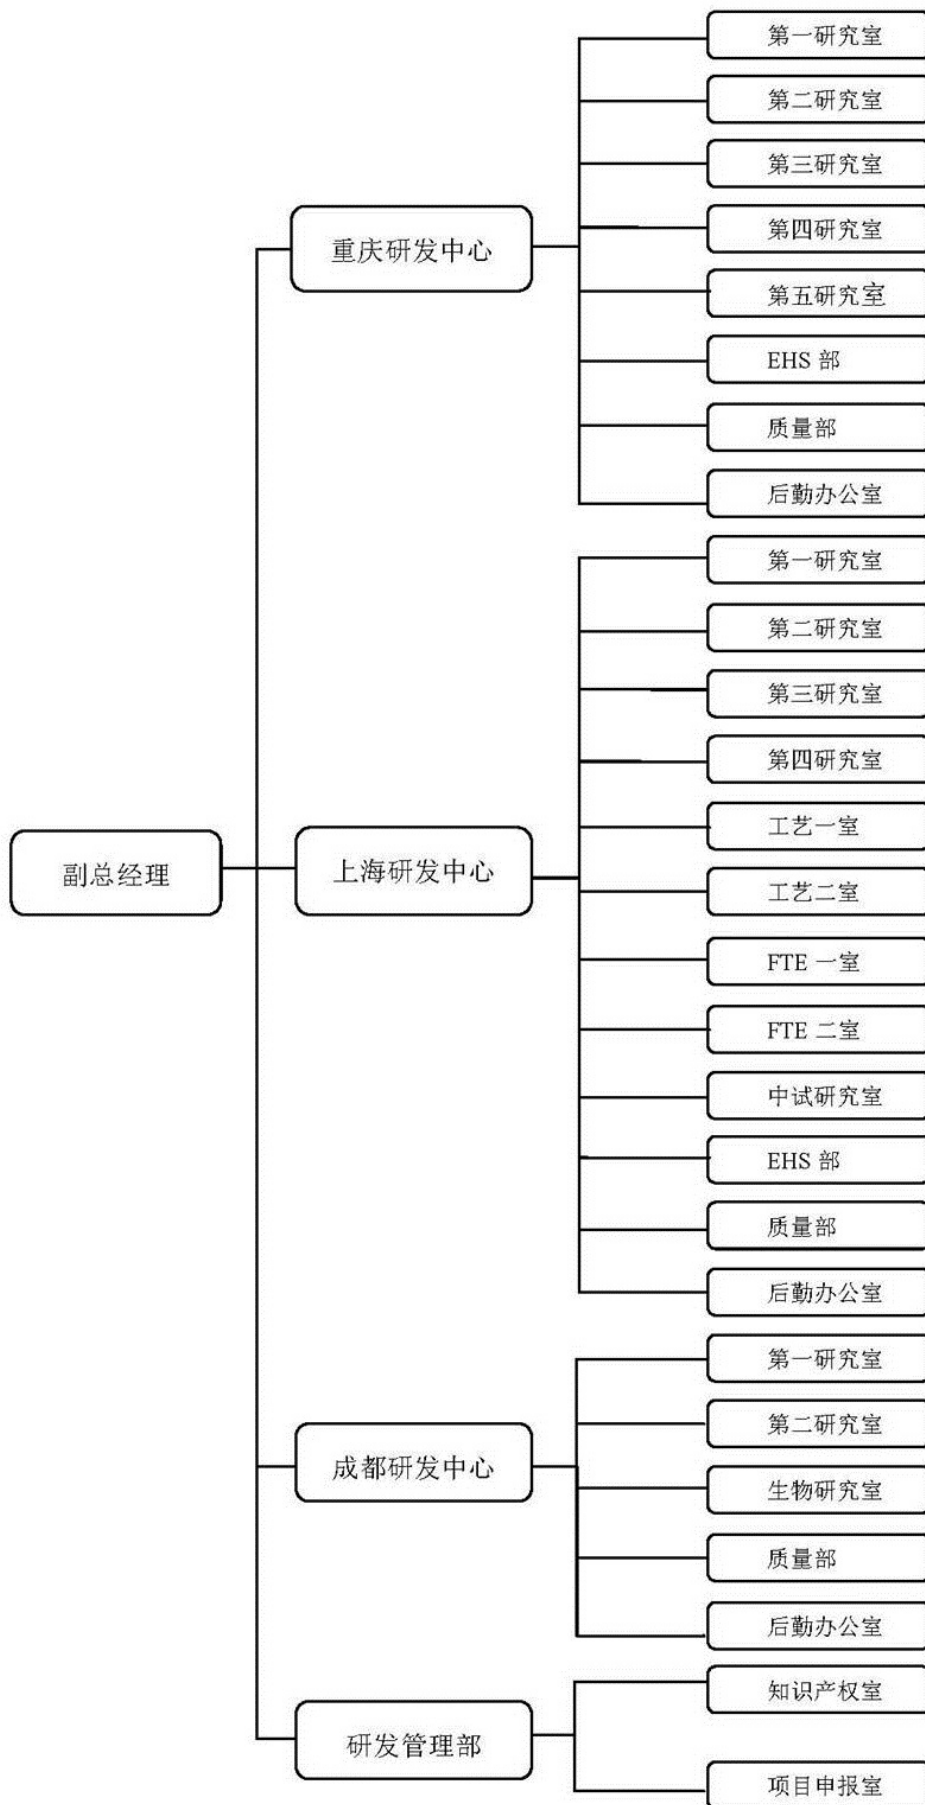 副总经理
重庆研发中心
第一研究室
第二研究室
第三研究室
第四研究室
第五研究室
EHS 部
质量部
后勤办公室
上海研发中心
第一研究室
第二研究室
第三研究室
第四研究室
工艺一室
工艺二室
FTE 一室
FTE 二室
中试研究室
EHS 部
质量部
后勤办公室
成都研发中心
第一研究室
第二研究室
生物研究室
质量部
后勤办公室
研发管理部
知识产权室
项目申报室